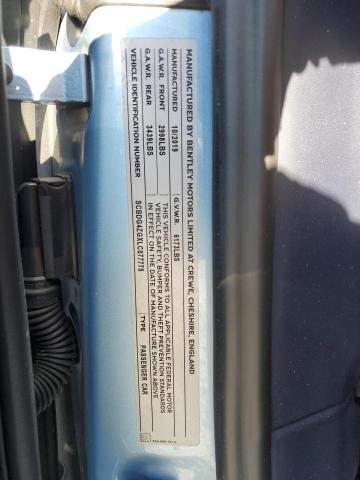 MANUFACTURED BY BENTLEY MOTORS LIMITED AT CREWE, CHESHIRE, ENGLAND
MANUFACTURED 10/2019 G.V.W.R. 6173LBS
G.A.W.R. FRONT 2998LBS
G.A.W.R. REAR 3439LBS
THIS VEHICLE CONFORMS TO ALL APPLICABLE FEDERAL MOTOR
VEHICLE SAFETY, BUMPER AND THEFT PREVENTION STANDARDS
IN EFFECT ON THE DATE OF MANUFACTURE SHOWN ABOVE
VEHICLE IDENTIFICATION NUMBER SCBDG4ZGXLC077775 TYPE PASSENGER CAR